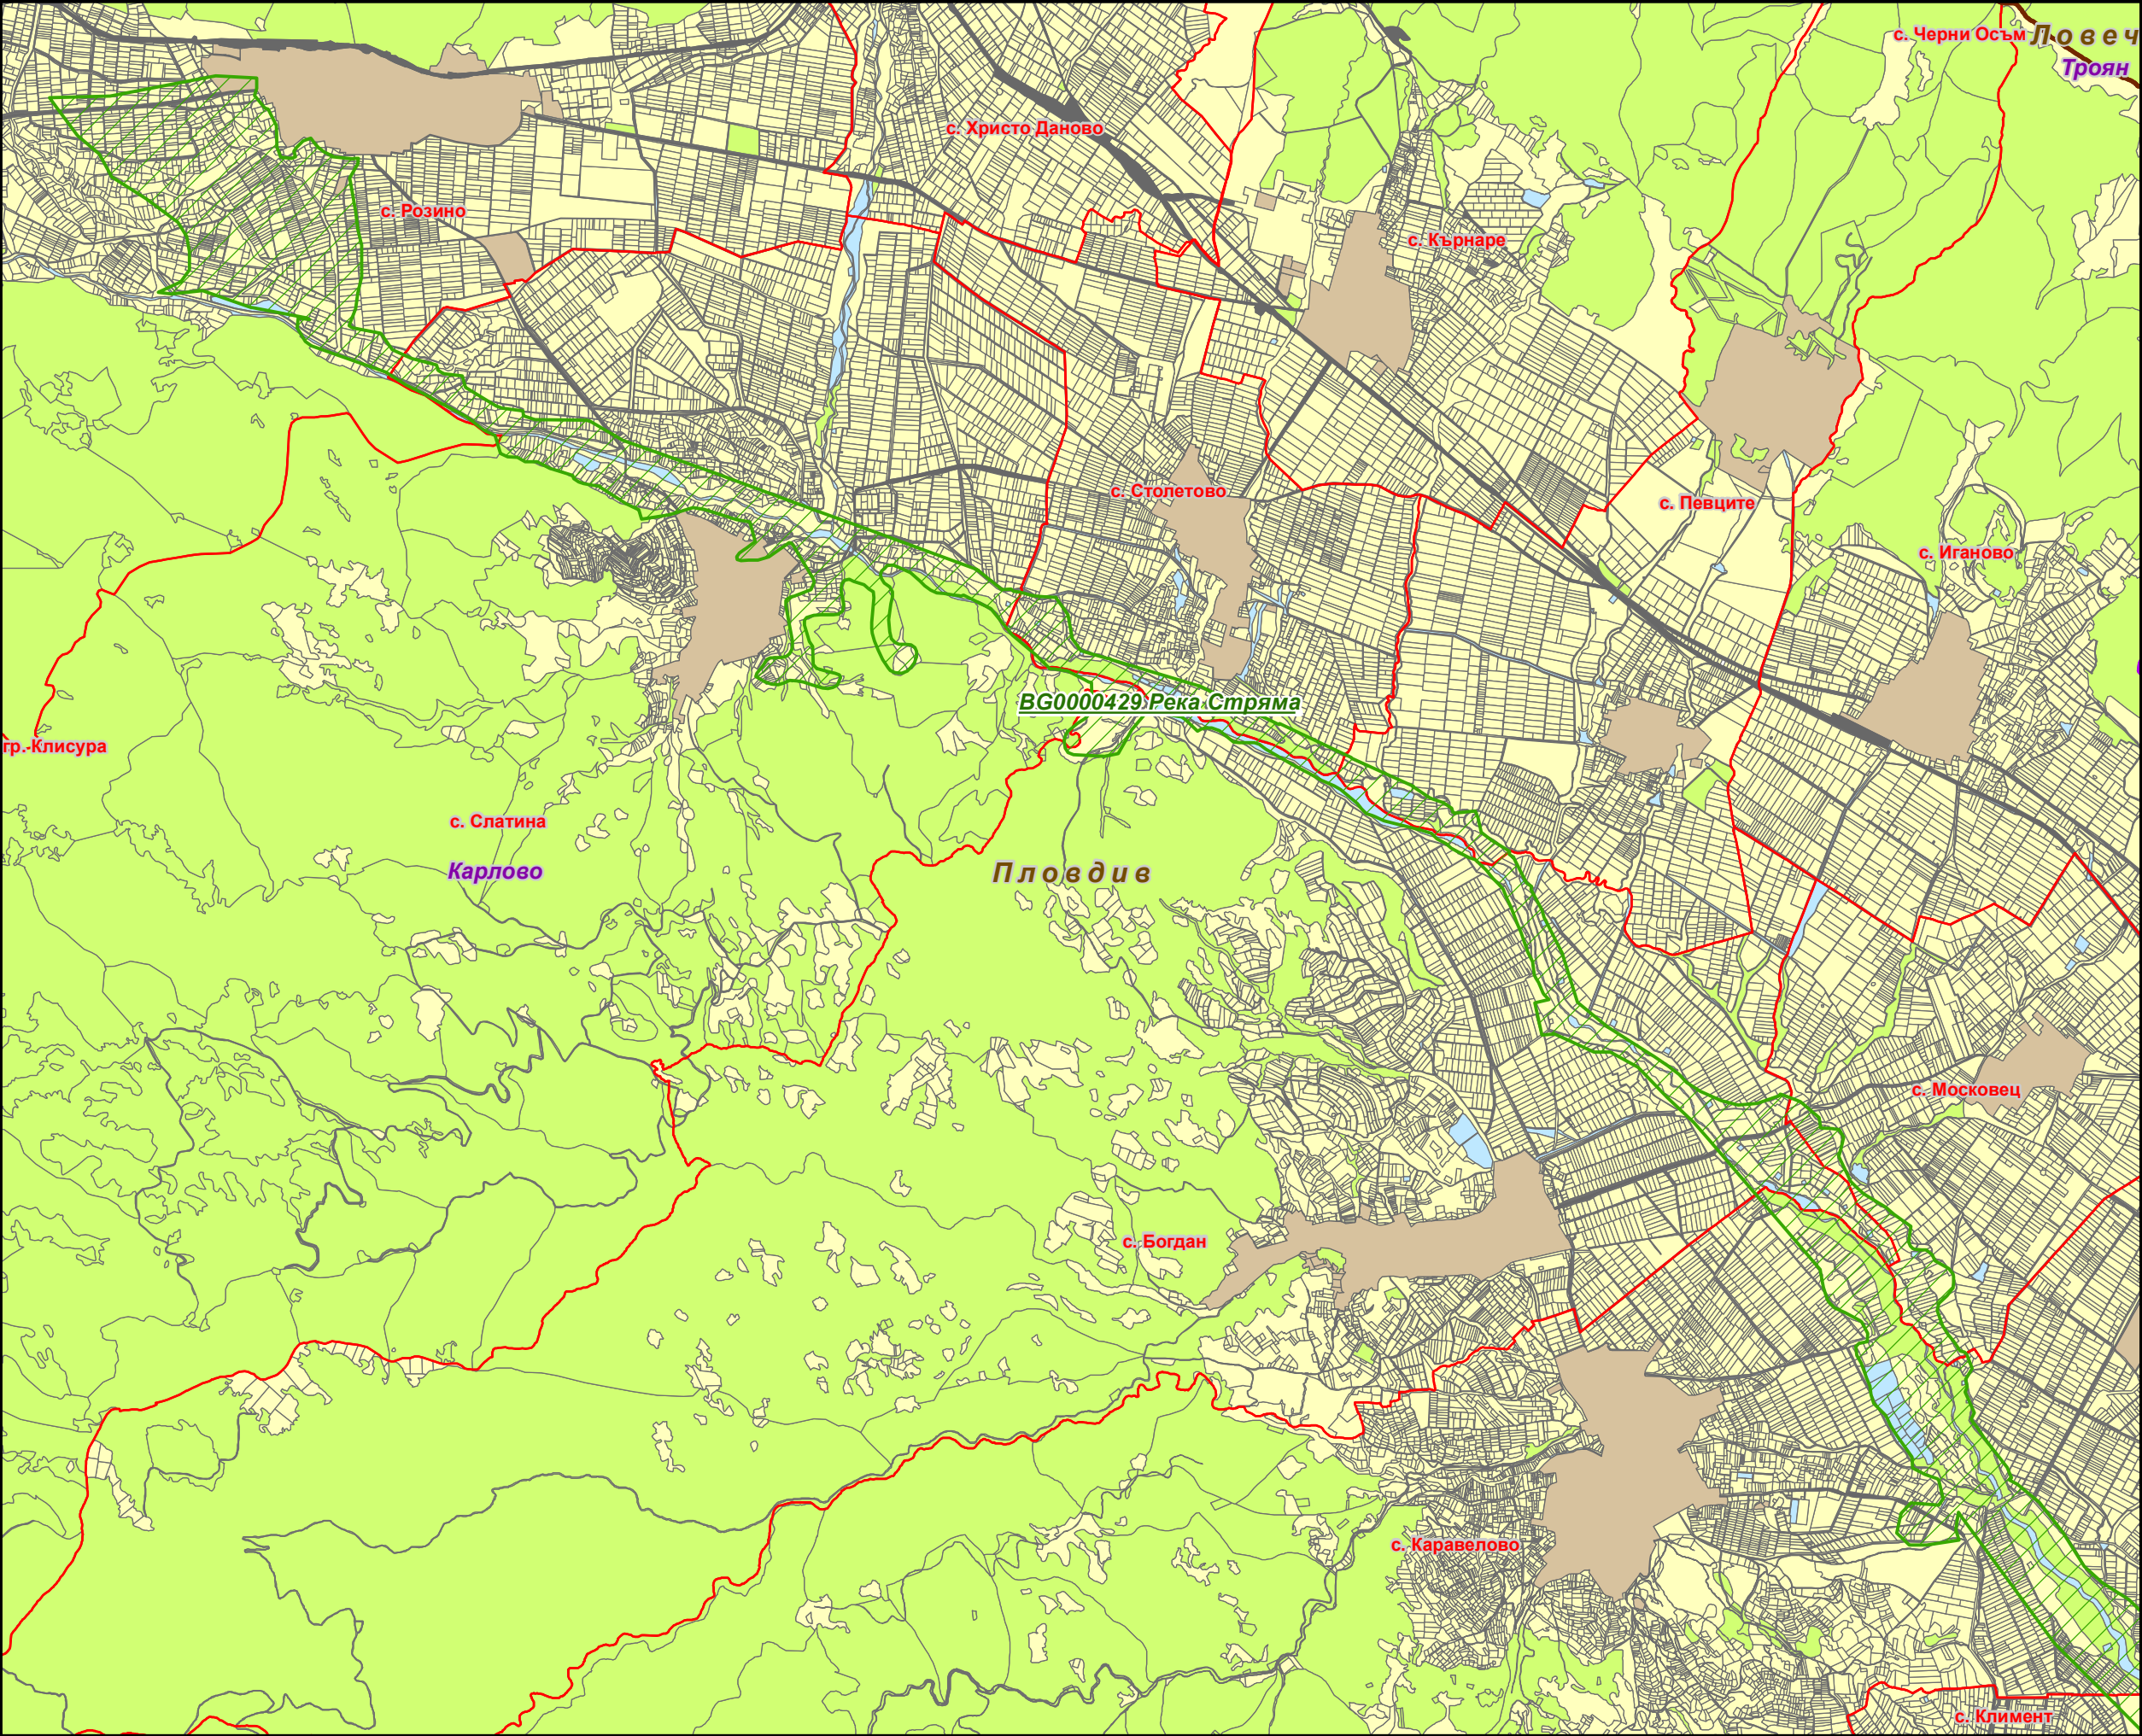 с. Черни Осъм
Ловеч
Троян
с. Христо Даново
с. Розино
с. Кърнаре
с. Столетово
с. Певците
с. Иганово
BG0000429 Река Стряма
гр. Клисура
с. Слатина
Карлово
Пловдив
с. Московец
с. Богдан
с. Каравелово
с. Климент